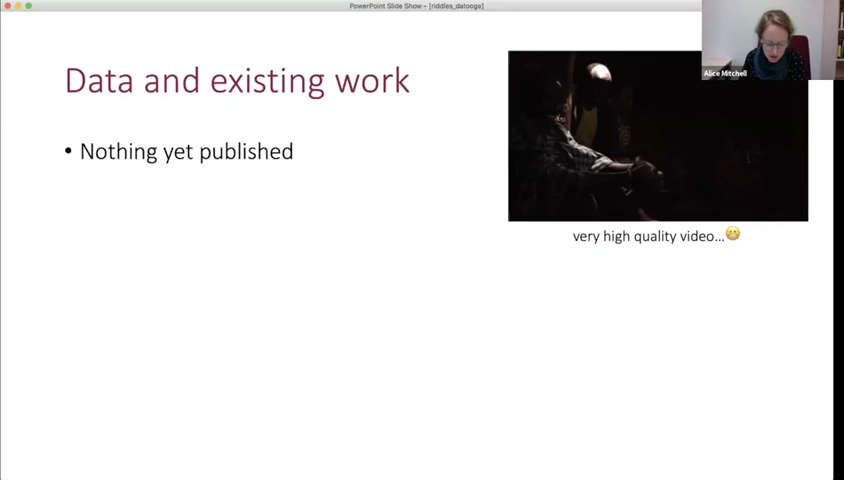 PowerPoint Slide Show - [riddles_datooga]
Alice Mitchell
Data and existing work
• Nothing yet published
very high quality video...😬